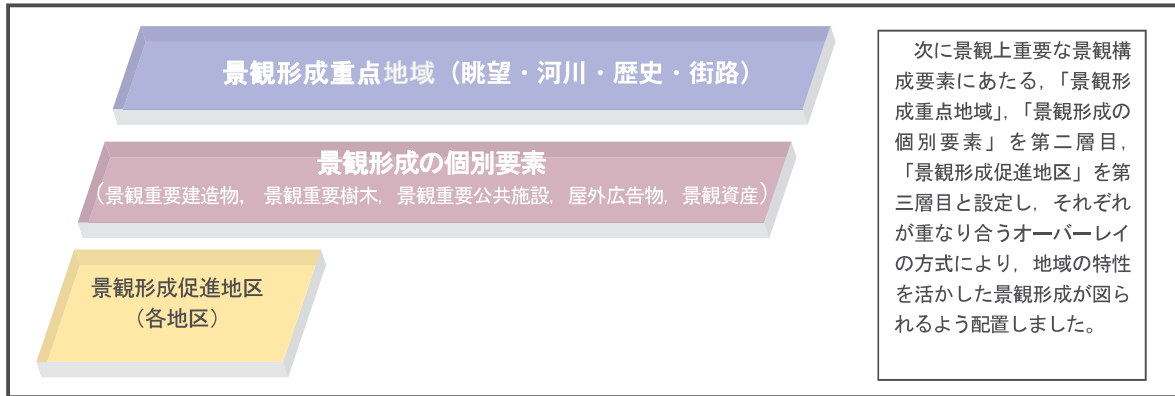 景観形成重点地域（眺望・河川・歴史・街路）
景観形成の個別要素
（景観重要建造物，景観重要樹木，景観重要公共施設，屋外広告物，景観資産）
景観形成促進地区
（各地区）
　次に景観上重要な景観構
成要素にあたる，「景観形
成重点地域」，「景観形成の
個別要素」を第二層目，
「景観形成促進地区」を第
三層目と設定し，それぞれ
が重なり合うオーバーレイ
の方式により，地域の特性
を活かした景観形成が図ら
れるよう配置しました。